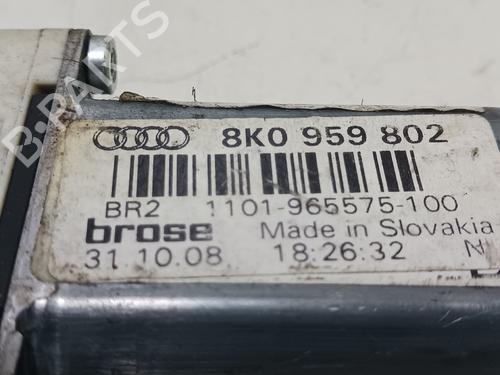 8K0 959 802
BR2 1101-965575-100
brose Made in Slovakia
31.10.08 18:26:32 N
B-PARTS